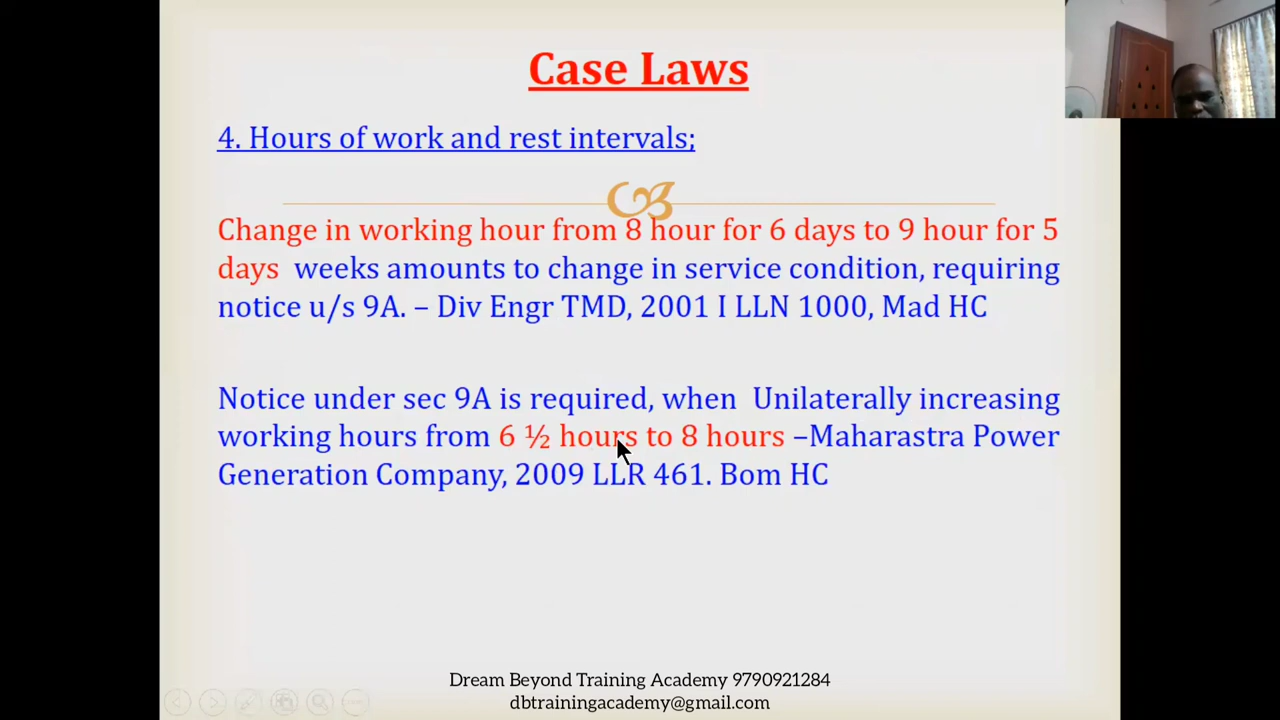 Case Laws
4. Hours of work and rest intervals;
Change in working hour from 8 hour for 6 days to 9 hour for 5
days weeks amounts to change in service condition, requiring
notice u/s 9A. – Div Engr TMD, 2001 I LLN 1000, Mad HC
Notice under sec 9A is required, when Unilaterally increasing
working hours from 6 ½ hours to 8 hours –Maharastra Power
Generation Company, 2009 LLR 461. Bom HC
Dream Beyond Training Academy 9790921284
dbtrainingacademy@gmail.com